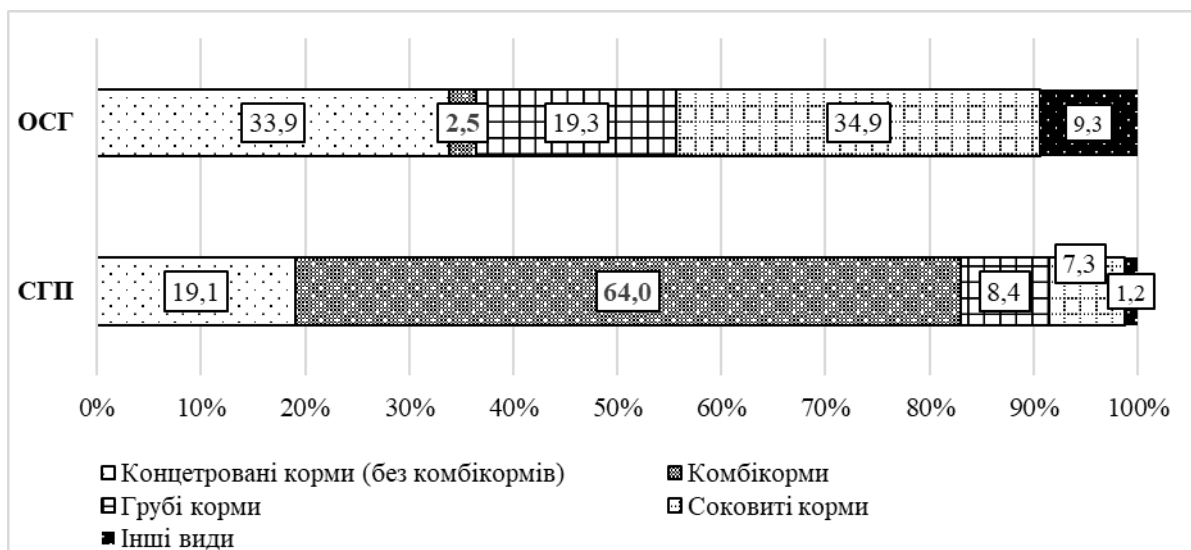 ОСГ
33,9 2,5 19,3 34,9 9,3
СГП
19,1 64,0 8,4 7,3 1,2
0% 10% 20% 30% 40% 50% 60% 70% 80% 90% 100%
Концетровані корми (без комбікормів) Комбікорми
Грубі корми Соковиті корми
Інші види